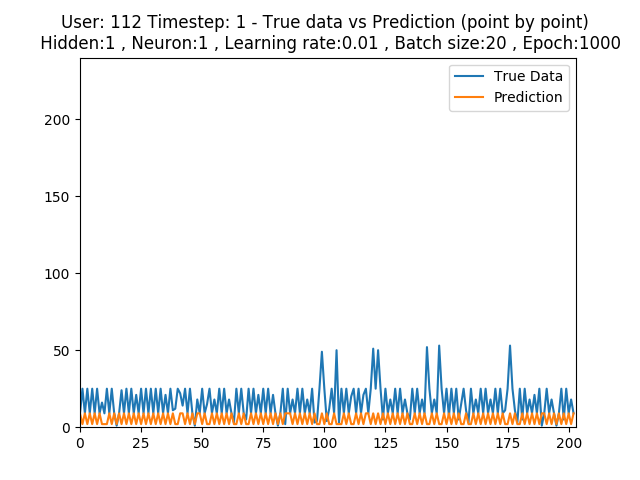 User: 112 Timestep: 1 - True data vs Prediction (point by point)
Hidden:1 , Neuron:1 , Learning rate:0.01 , Batch size:20 , Epoch:1000
True Data
Prediction
200
150
100
50
0
0 25 50 75 100 125 150 175 200